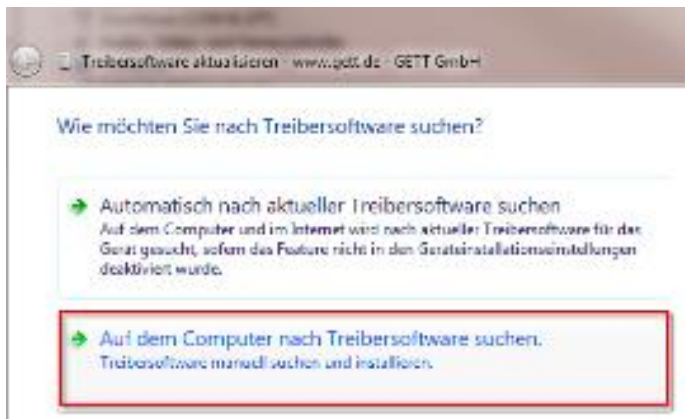 Treibersoftware aktualisieren - www.gett.de - GETT GmbH
Wie möchten Sie nach Treibersoftware suchen?
Automatisch nach aktueller Treibersoftware suchen
Auf dem Computer und im Internet wird nach aktueller Treibersoftware für das
Gerät gesucht, sofern das Feature nicht in den Geräteinstallationseinstellungen
deaktiviert wurde.
Auf dem Computer nach Treibersoftware suchen.
Treibersoftware manuell suchen und installieren.